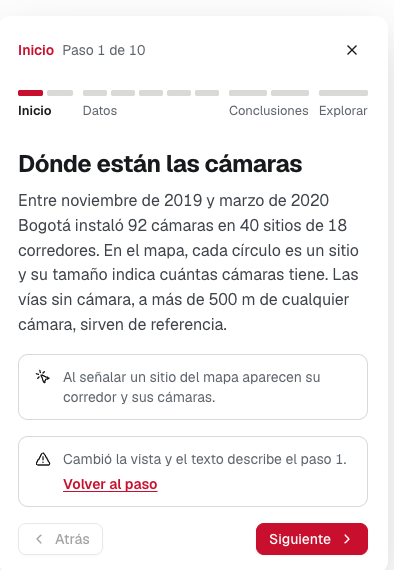 Inicio Paso 1 de 10
Inicio Datos Conclusiones Explorar
Dónde están las cámaras
Entre noviembre de 2019 y marzo de 2020
Bogotá instaló 92 cámaras en 40 sitios de 18
corredores. En el mapa, cada círculo es un sitio
y su tamaño indica cuántas cámaras tiene. Las
vías sin cámara, a más de 500 m de cualquier
cámara, sirven de referencia.
Al señalar un sitio del mapa aparecen su
corredor y sus cámaras.
Cambió la vista y el texto describe el paso 1.
Volver al paso
Atrás Siguiente